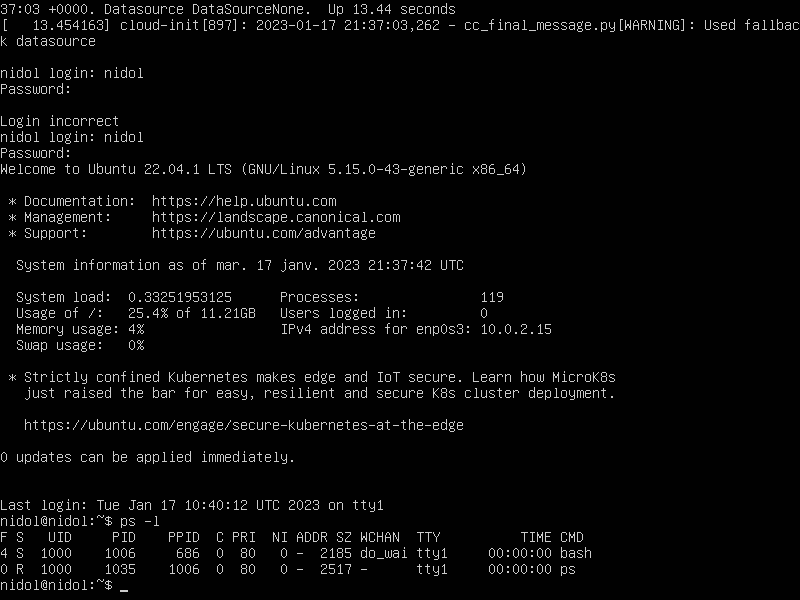 37:03 +0000. Datasource DataSourceNone.  Up 13.44 seconds
[   13.454163] cloud-init[897]: 2023-01-17 21:37:03,262 - cc_final_message.py[WARNING]: Used fallbac
k datasource
nidol login: nidol
Password:
Login incorrect
nidol login: nidol
Password:
Welcome to Ubuntu 22.04.1 LTS (GNU/Linux 5.15.0-43-generic x86_64)
 * Documentation:  https://help.ubuntu.com
 * Management:     https://landscape.canonical.com
 * Support:        https://ubuntu.com/advantage
  System information as of mar. 17 janv. 2023 21:37:42 UTC
  System load:  0.33251953125      Processes:               119
  Usage of /:   25.4% of 11.21GB   Users logged in:         0
  Memory usage: 4%                 IPv4 address for enp0s3: 10.0.2.15
  Swap usage:   0%
 * Strictly confined Kubernetes makes edge and IoT secure. Learn how MicroK8s
   just raised the bar for easy, resilient and secure K8s cluster deployment.
   https://ubuntu.com/engage/secure-kubernetes-at-the-edge
0 updates can be applied immediately.
Last login: Tue Jan 17 10:40:12 UTC 2023 on tty1
nidol@nidol:~$ ps -l
F S   UID     PID    PPID  C PRI  NI ADDR SZ WCHAN  TTY          TIME CMD
4 S  1000    1006     686  0  80   0 -  2185 do_wai tty1     00:00:00 bash
0 R  1000    1035    1006  0  80   0 -  2517 -      tty1     00:00:00 ps
nidol@nidol:~$ _